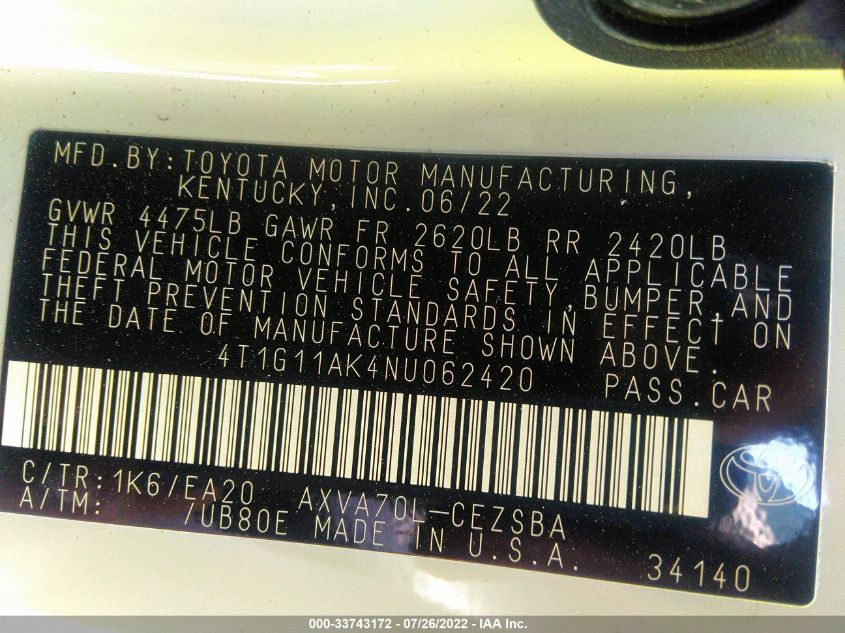 MFD.BY:TOYOTA MOTOR MANUFACTURING,
KENTUCKY,INC.06/22
GVWR 4475LB GAWR FR 2620LB RR 2420LB
THIS VEHICLE CONFORMS TO ALL APPLICABLE
FEDERAL MOTOR VEHICLE SAFETY,BUMPER,AND
THEFT PREVENTION STANDARDS IN EFFECT ON
THE DATE OF MANUFACTURE SHOWN ABOVE.
4T1G11AK4NU062420 PASS.CAR
C/TR:1K6/EA20 AXVA70L-CEZSBA
A/TM: /UB80E MADE IN U.S.A.
34140
000-33743172 - 07/26/2022 - IAA Inc.